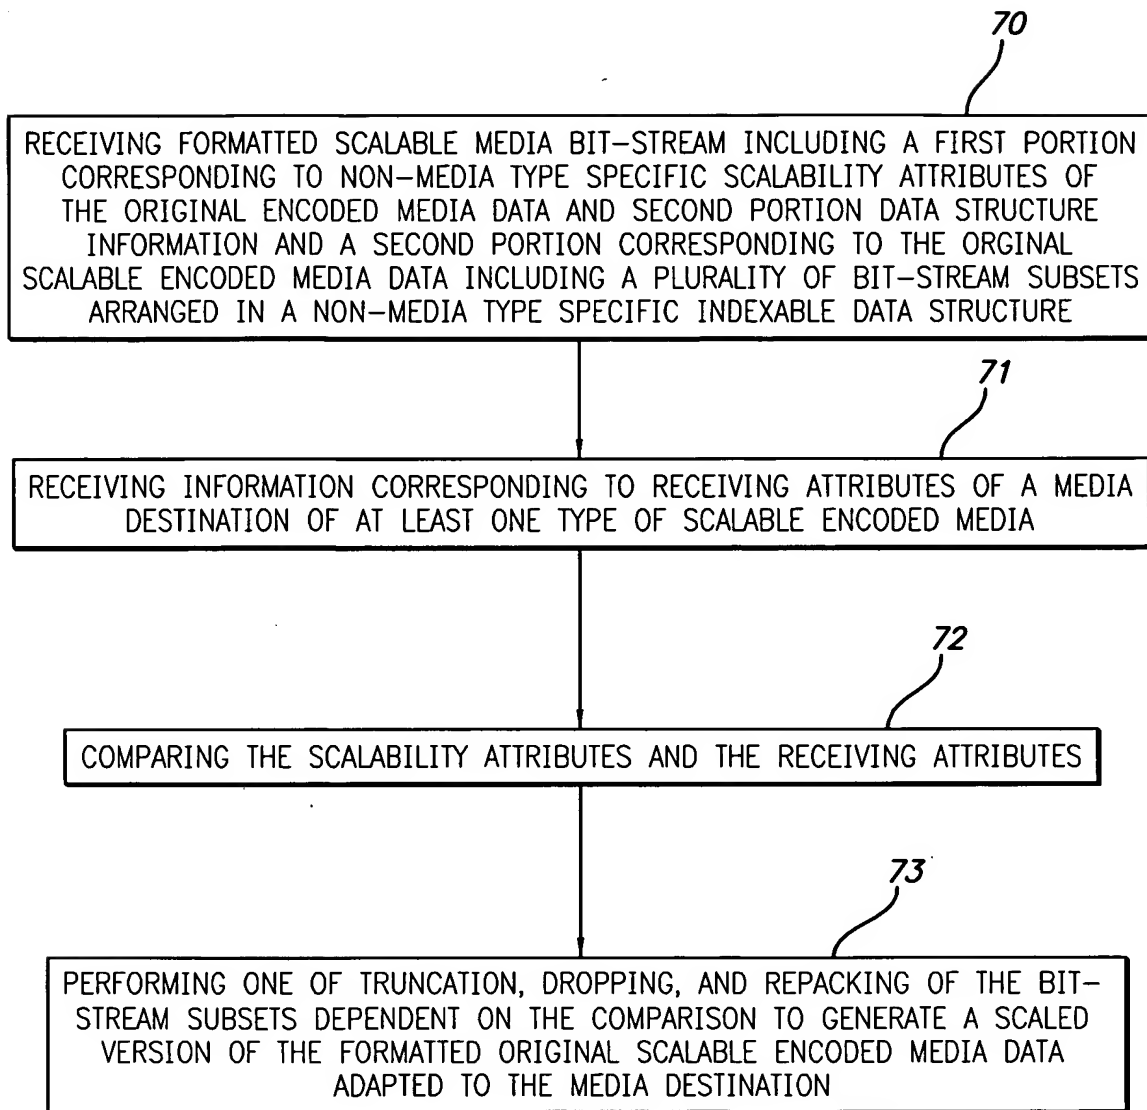 70
RECEIVING FORMATTED SCALABLE MEDIA BIT-STREAM INCLUDING A FIRST PORTION
CORRESPONDING TO NON-MEDIA TYPE SPECIFIC SCALABILITY ATTRIBUTES OF
THE ORIGINAL ENCODED MEDIA DATA AND SECOND PORTION DATA STRUCTURE
INFORMATION AND A SECOND PORTION CORRESPONDING TO THE ORGINAL
SCALABLE ENCODED MEDIA DATA INCLUDING A PLURALITY OF BIT-STREAM SUBSETS
ARRANGED IN A NON-MEDIA TYPE SPECIFIC INDEXABLE DATA STRUCTURE
71
RECEIVING INFORMATION CORRESPONDING TO RECEIVING ATTRIBUTES OF A MEDIA
DESTINATION OF AT LEAST ONE TYPE OF SCALABLE ENCODED MEDIA
72
COMPARING THE SCALABILITY ATTRIBUTES AND THE RECEIVING ATTRIBUTES
73
PERFORMING ONE OF TRUNCATION, DROPPING, AND REPACKING OF THE BIT-
STREAM SUBSETS DEPENDENT ON THE COMPARISON TO GENERATE A SCALED
VERSION OF THE FORMATTED ORIGINAL SCALABLE ENCODED MEDIA DATA
ADAPTED TO THE MEDIA DESTINATION